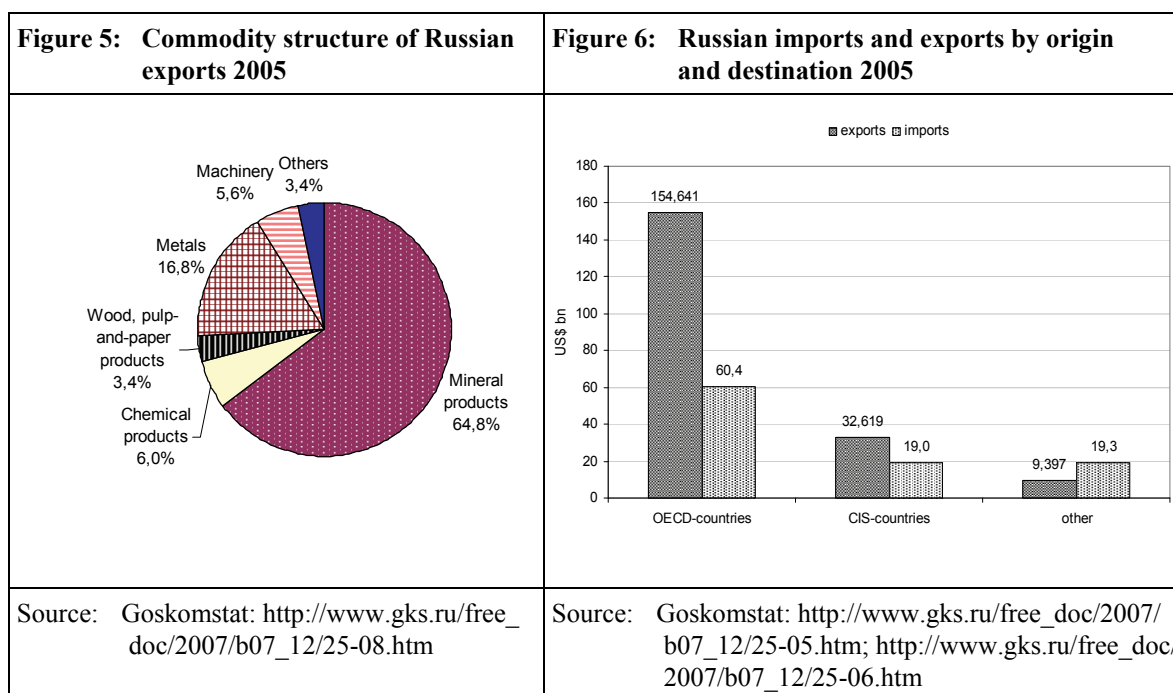 Figure 5: Commodity structure of Russian
exports 2005
Machinery
5,6%
Others
3,4%
Metals
16,8%
Wood, pulp-
and-paper
products
3,4%
Chemical
products
6,0%
Mineral
products
64,8%
Source: Goskomstat: http://www.gks.ru/free_
doc/2007/b07_12/25-08.htm
Figure 6: Russian imports and exports by origin
and destination 2005
exports imports
US$ bn
180
160
140
120
100
80
60
40
20
0
154,641
60,4
32,619
19,0
9,397
19,3
OECD-countries CIS-countries other
Source: Goskomstat: http://www.gks.ru/free_doc/2007/
b07_12/25-05.htm; http://www.gks.ru/free_doc/
2007/b07_12/25-06.htm